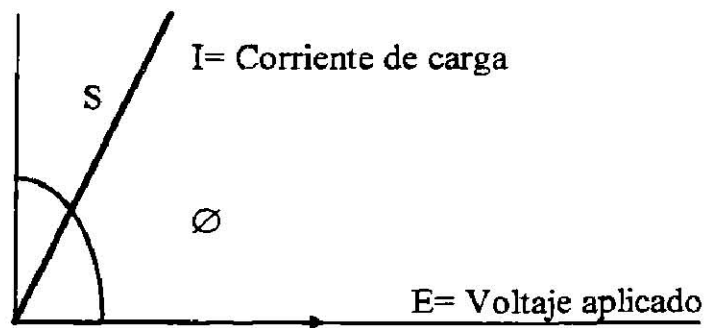 I= Corriente de carga
S
∅
E= Voltaje aplicado